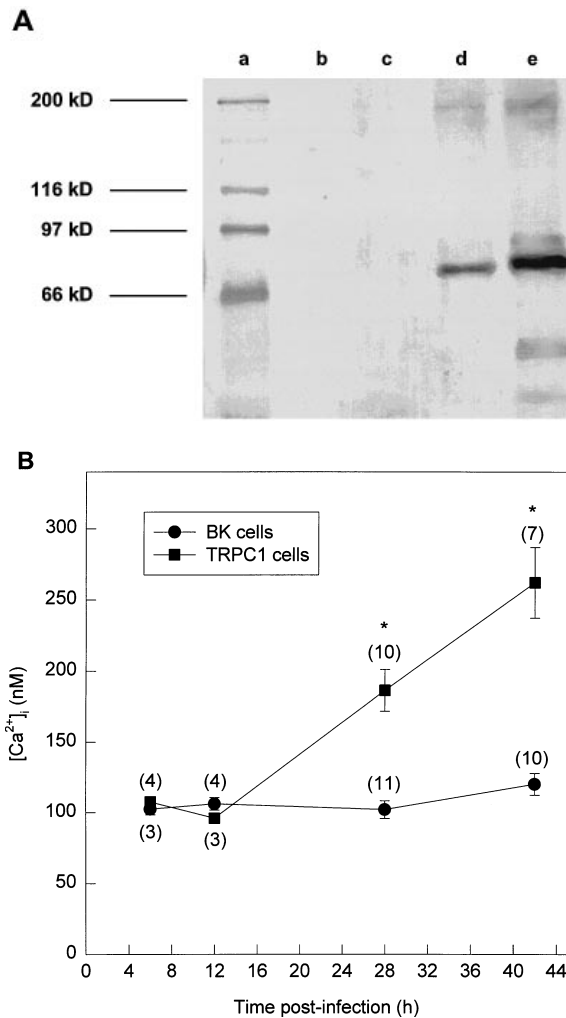 A
a b c d e
200 kD
116 kD
97 kD
66 kD
B
300
250
200
150
100
50
0
[Ca²⁺]ᵢ (nM)
BK cells
TRPC1 cells
*
(7)
*
(10)
(10)
(11)
(4) (4)
(3) (3)
0 4 8 12 16 20 24 28 32 36 40 44
Time post-infection (h)